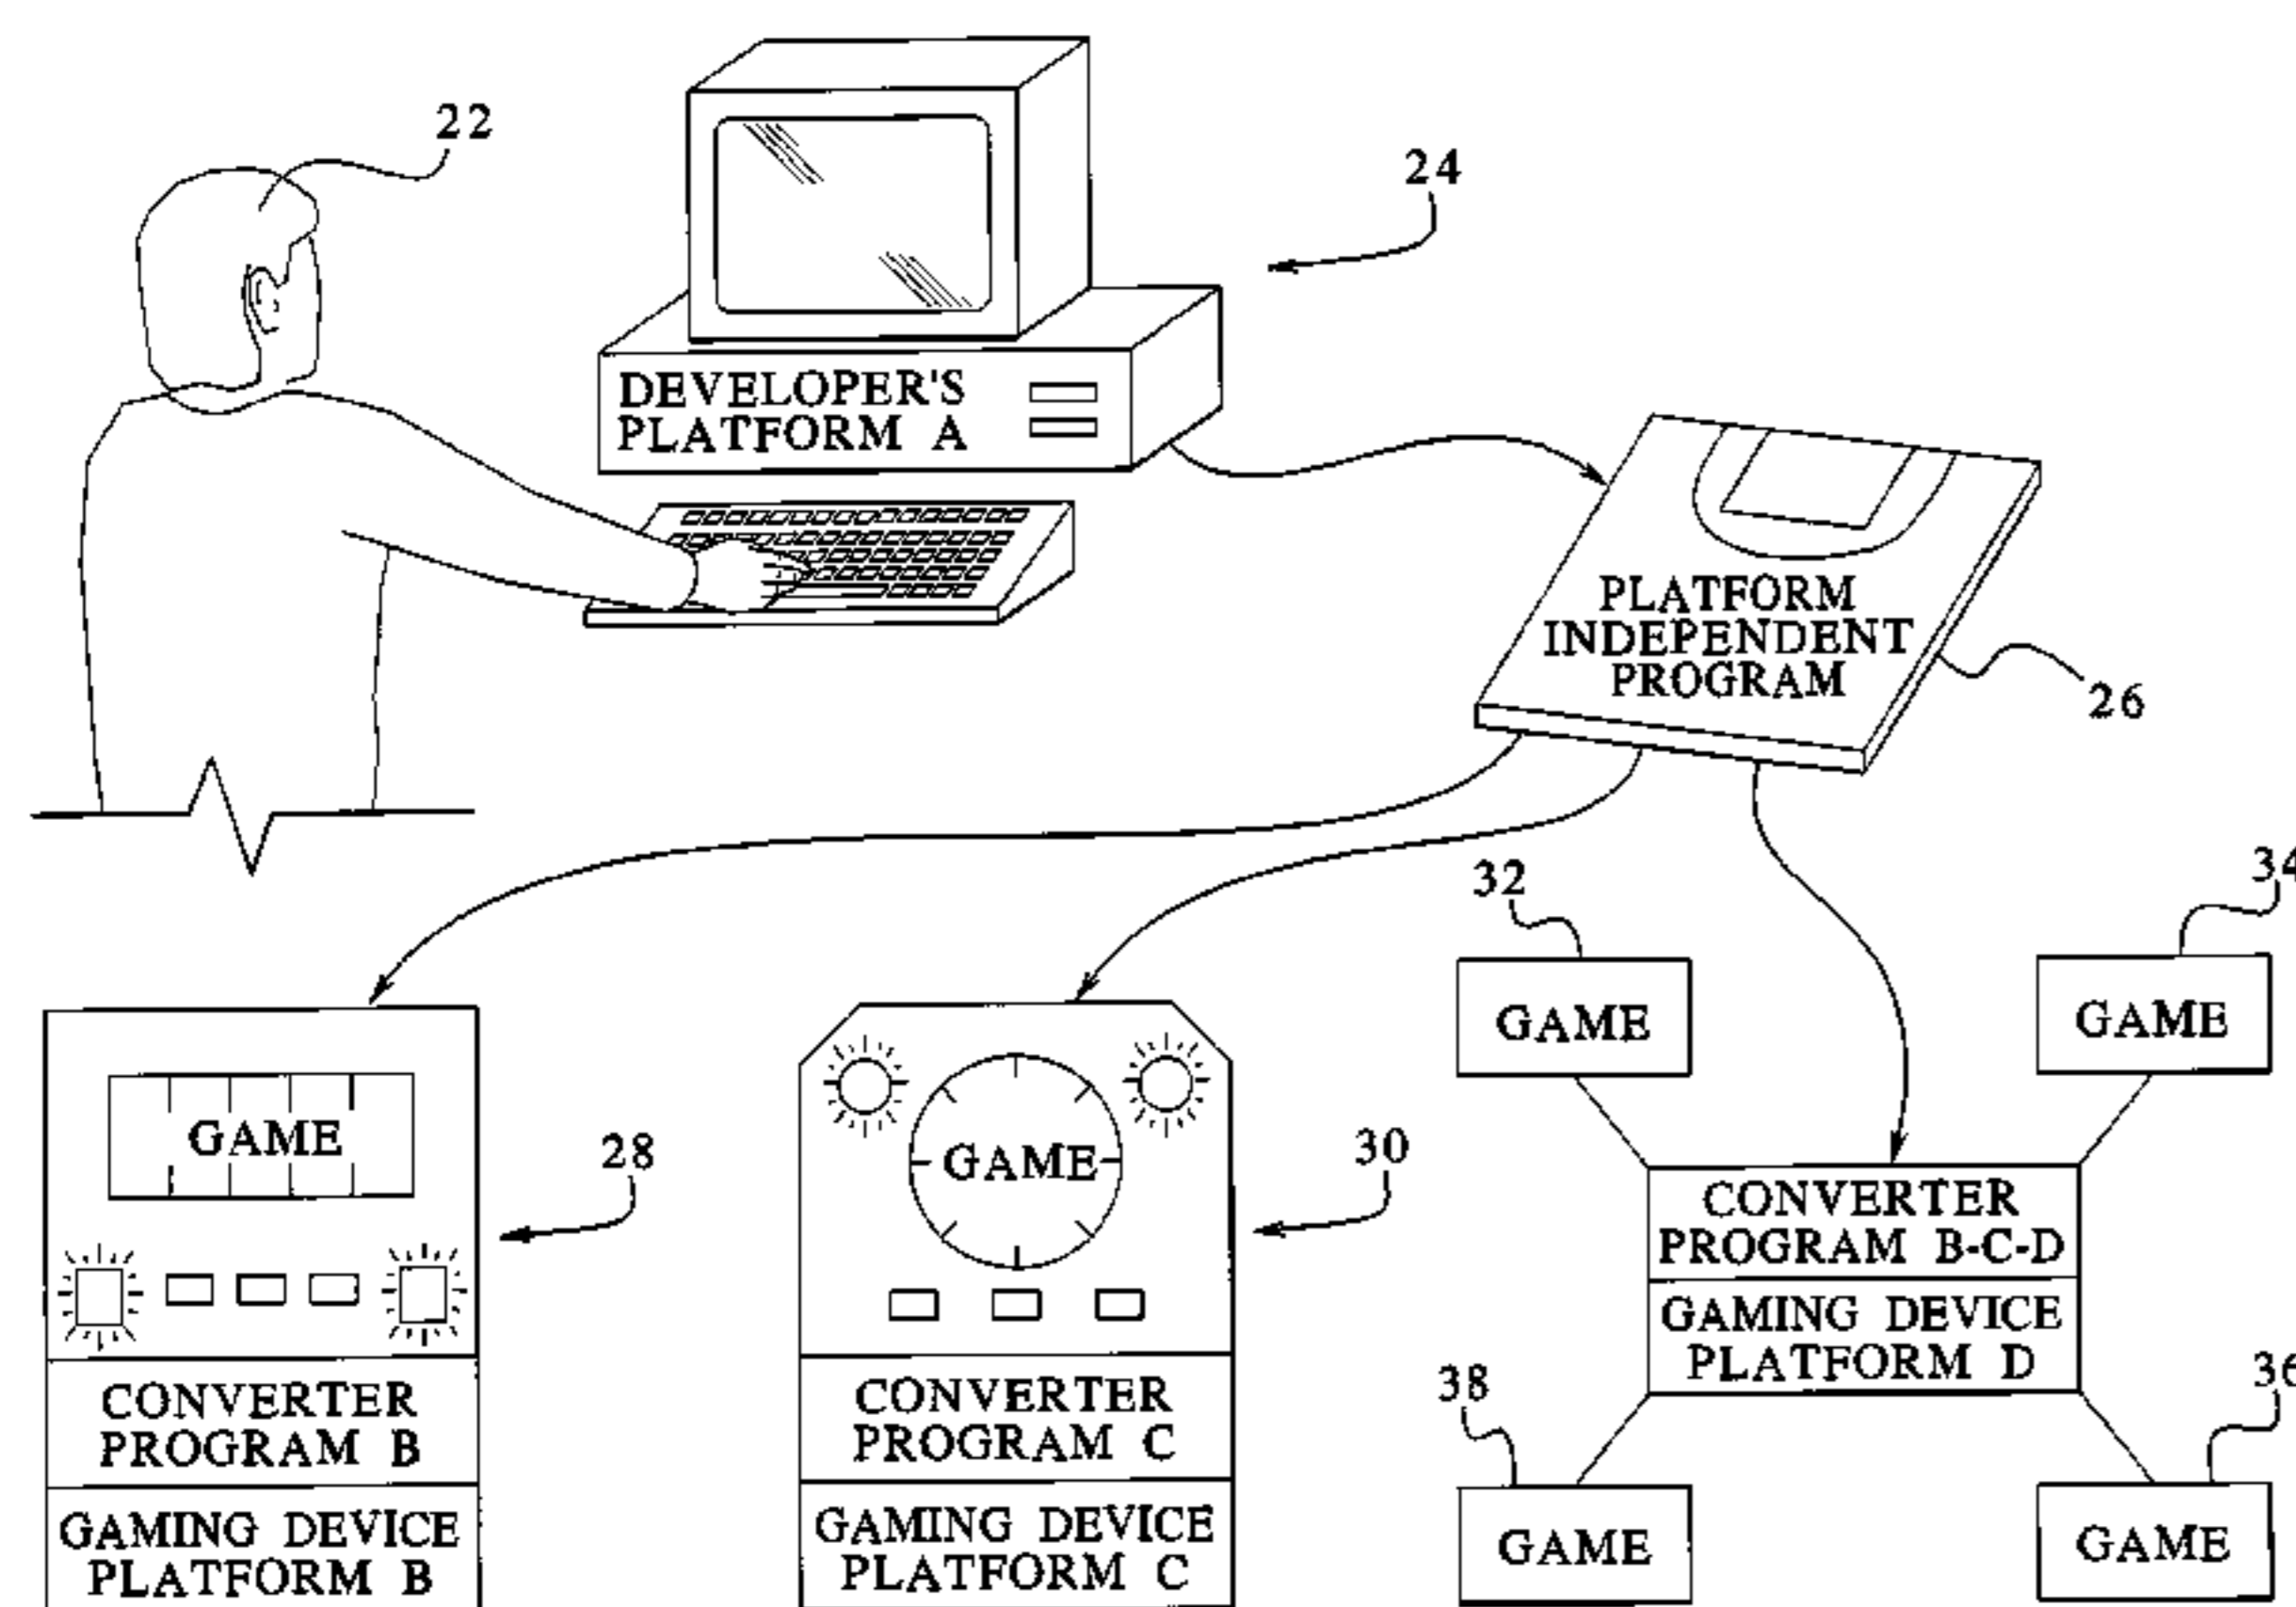 22
24
DEVELOPER'S
PLATFORM A
PLATFORM
INDEPENDENT
PROGRAM
26
32
34
GAME
GAME
GAME
28
GAME
30
CONVERTER
PROGRAM B-C-D
GAMING DEVICE
PLATFORM D
38
36
CONVERTER
PROGRAM B
CONVERTER
PROGRAM C
GAMING DEVICE
PLATFORM B
GAMING DEVICE
PLATFORM C
GAME
GAME